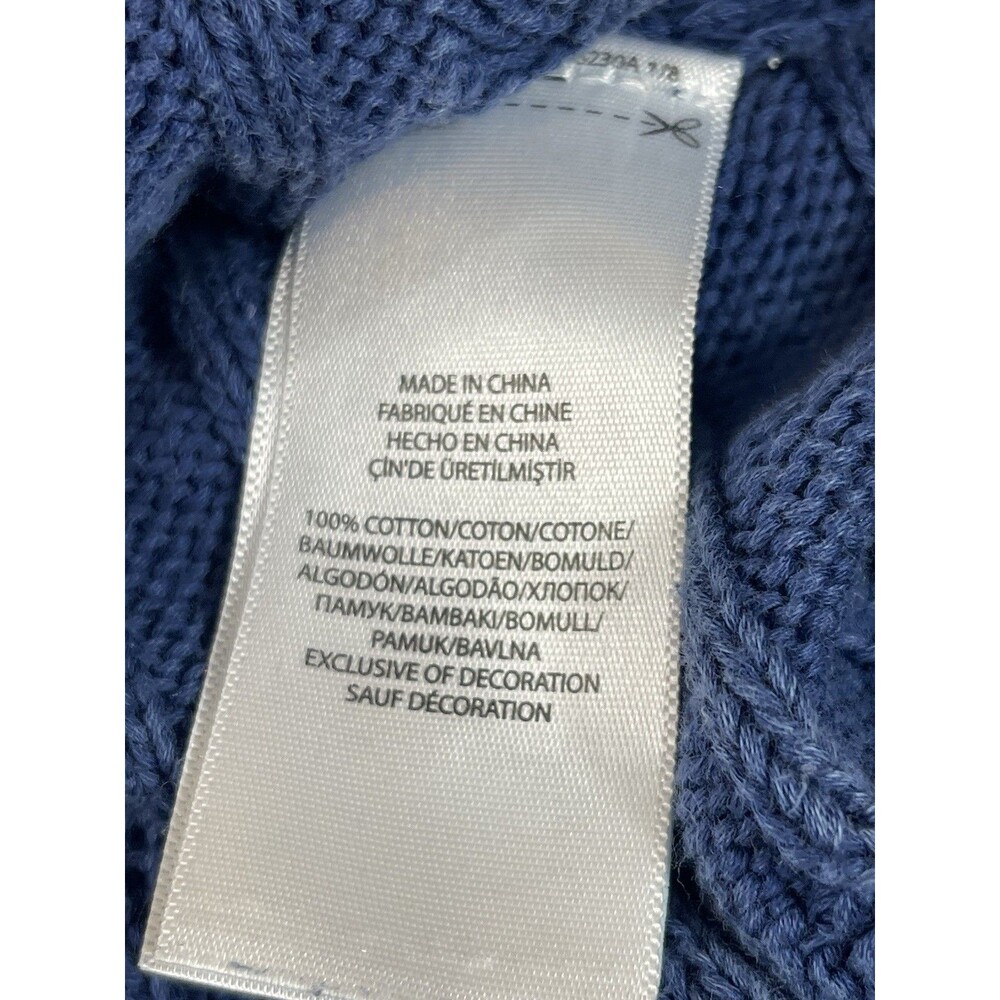 MADE IN CHINA
FABRIQUÉ EN CHINE
HECHO EN CHINA
ÇİN'DE ÜRETİLMİŞTİR
100% COTTON/COTON/COTONE/
BAUMWOLLE/KATOEN/BOMULD/
ALGODÓN/ALGODÃO/ХЛОПОК/
ПАМУК/BAMBAKI/BOMULL/
PAMUK/BAVLNA
EXCLUSIVE OF DECORATION
SAUF DÉCORATION